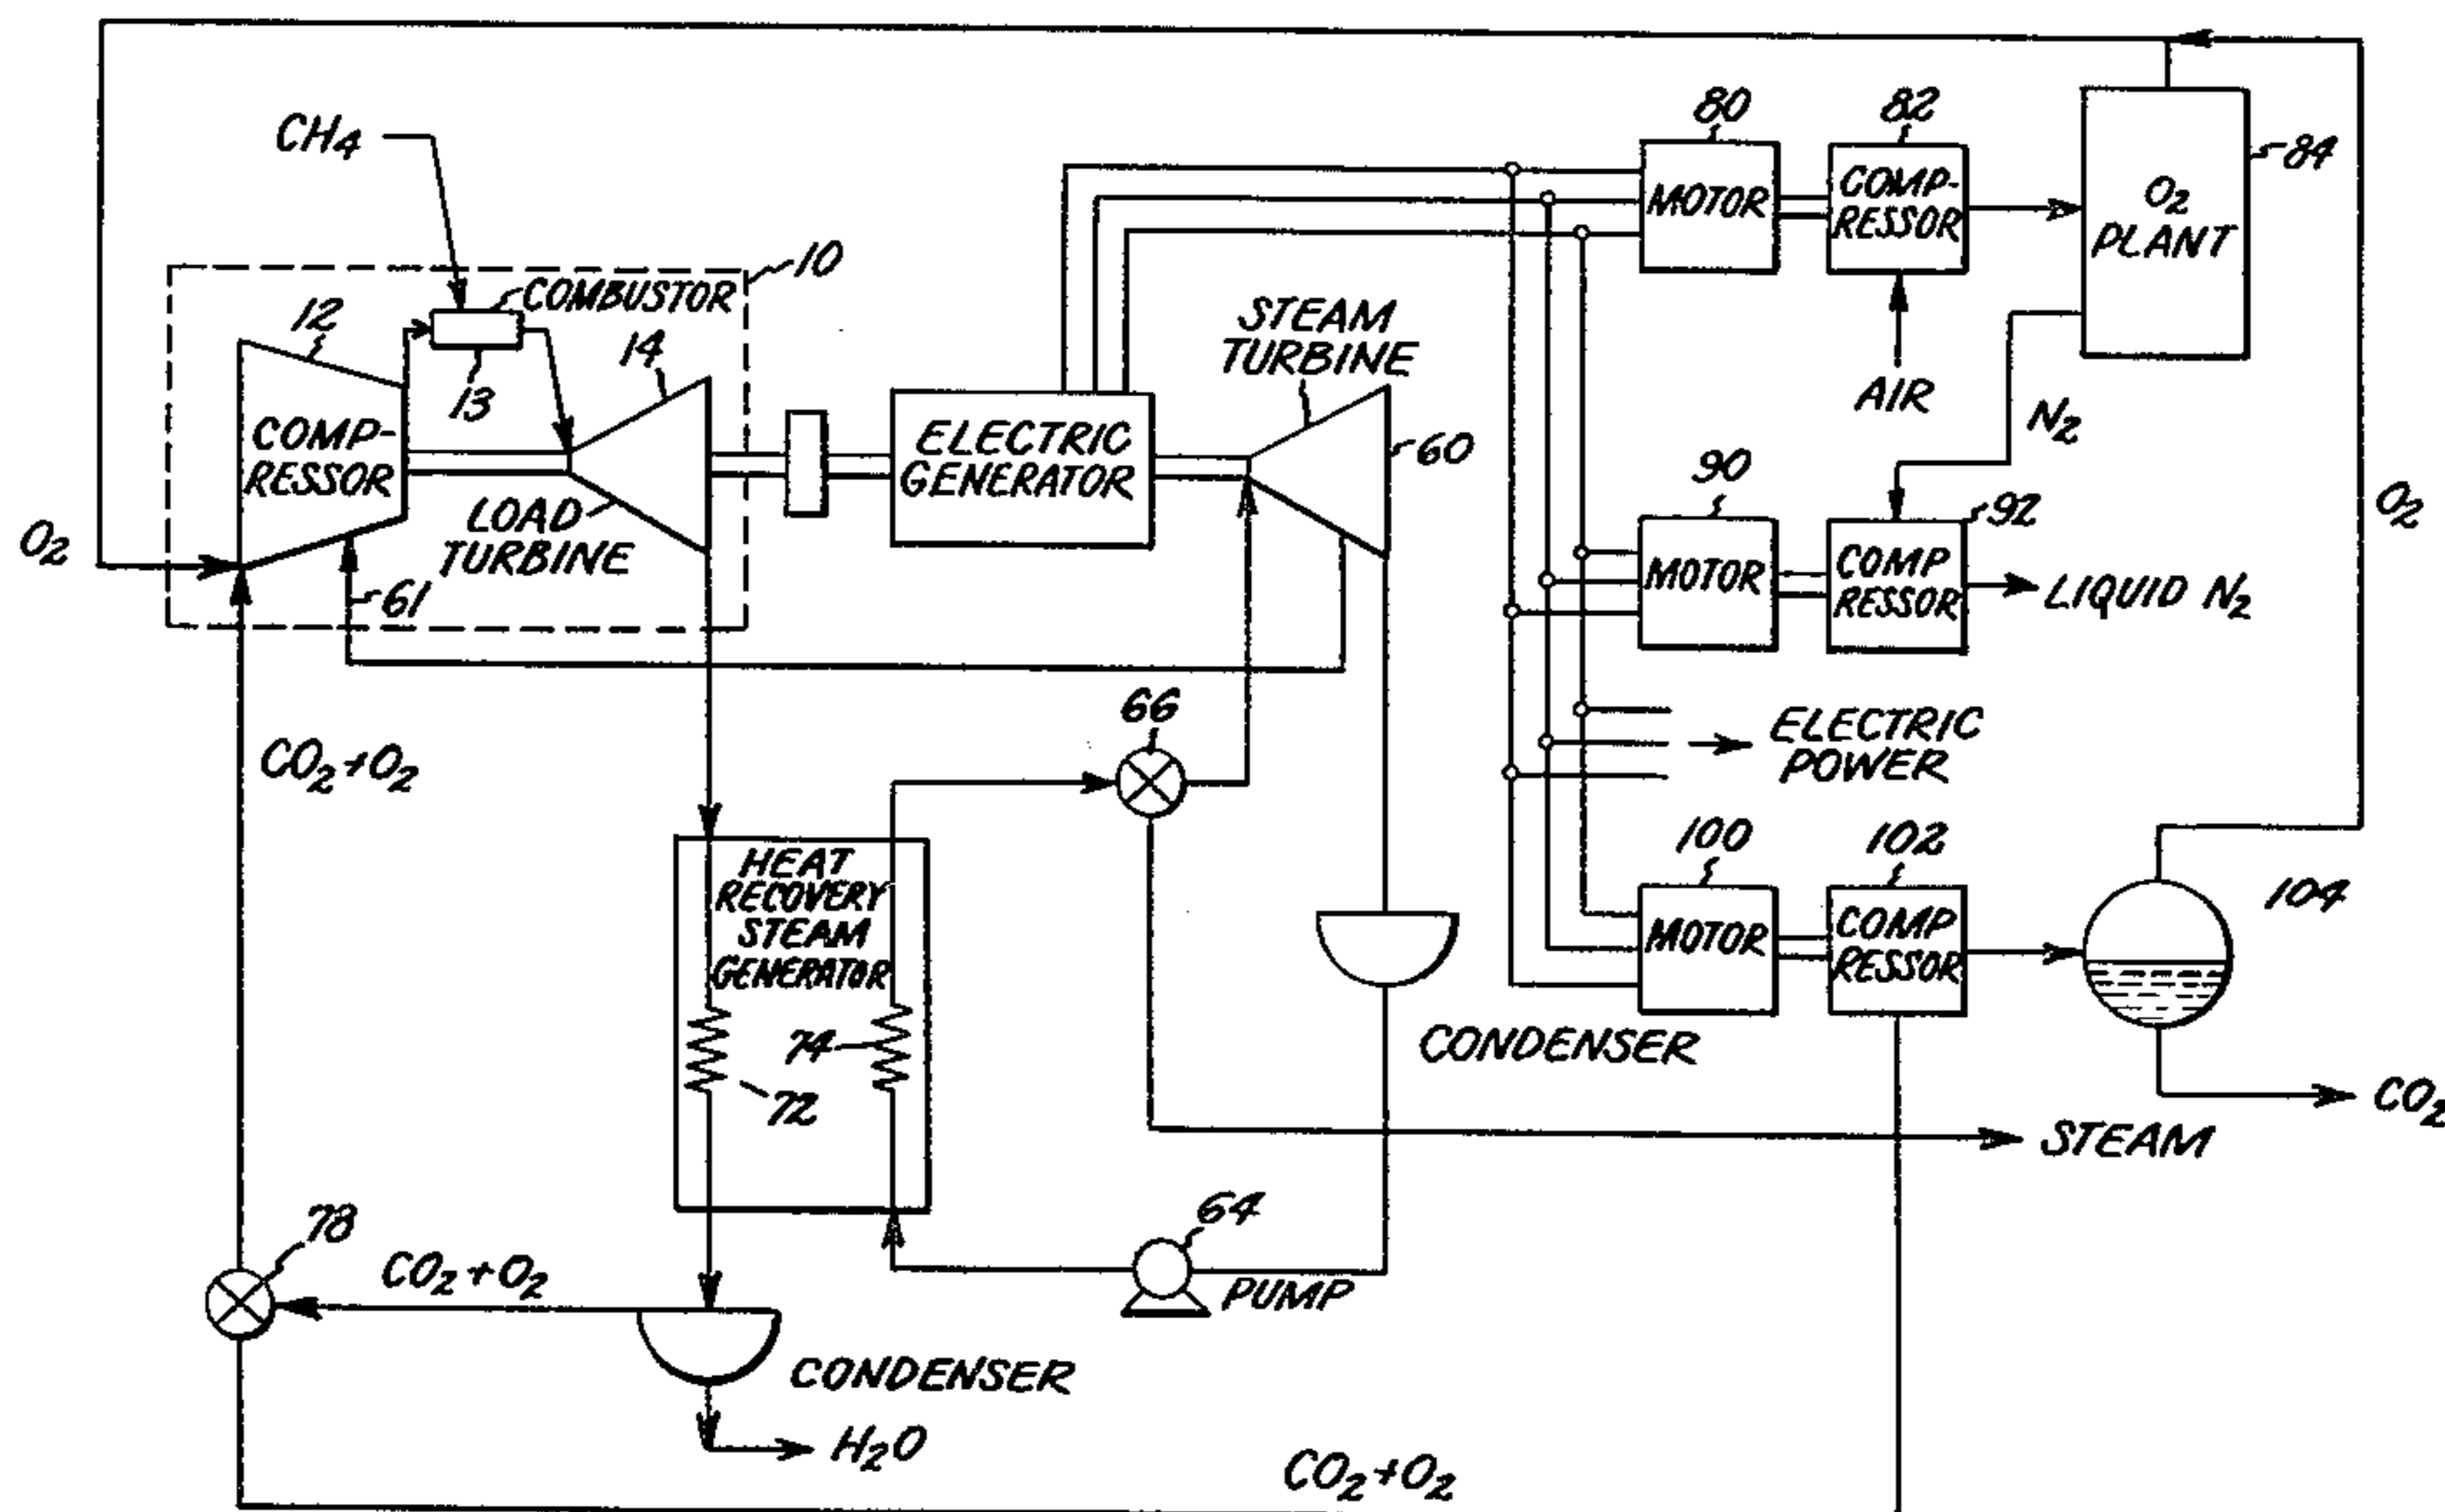 CH4
80
82
84
MOTOR
COMP-
RESSOR
O2
PLANT
10
12
COMBUSTOR
13
14
STEAM
TURBINE
AIR
N2
COMP-
RESSOR
LOAD
TURBINE
ELECTRIC
GENERATOR
60
90
92
O2
O2
61
MOTOR
COMP
RESSOR
LIQUID N2
66
CO2+O2
ELECTRIC
POWER
100
102
104
HEAT
RECOVERY
STEAM
GENERATOR
MOTOR
COMP
RESSOR
74
72
CONDENSER
CO2
STEAM
78
64
CO2+O2
PUMP
CONDENSER
H2O
CO2+O2